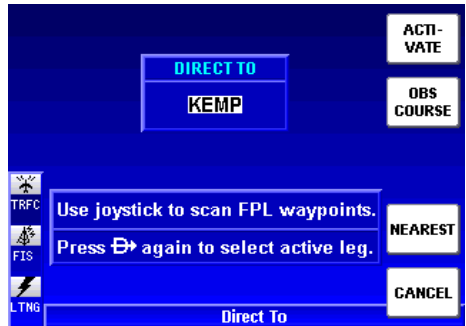 ACTI-
VATE
DIRECT TO
KEMP
OBS
COURSE
TRFC
Use joystick to scan FPL waypoints.
NEAREST
Press again to select active leg.
FIS
CANCEL
LTNG
Direct To